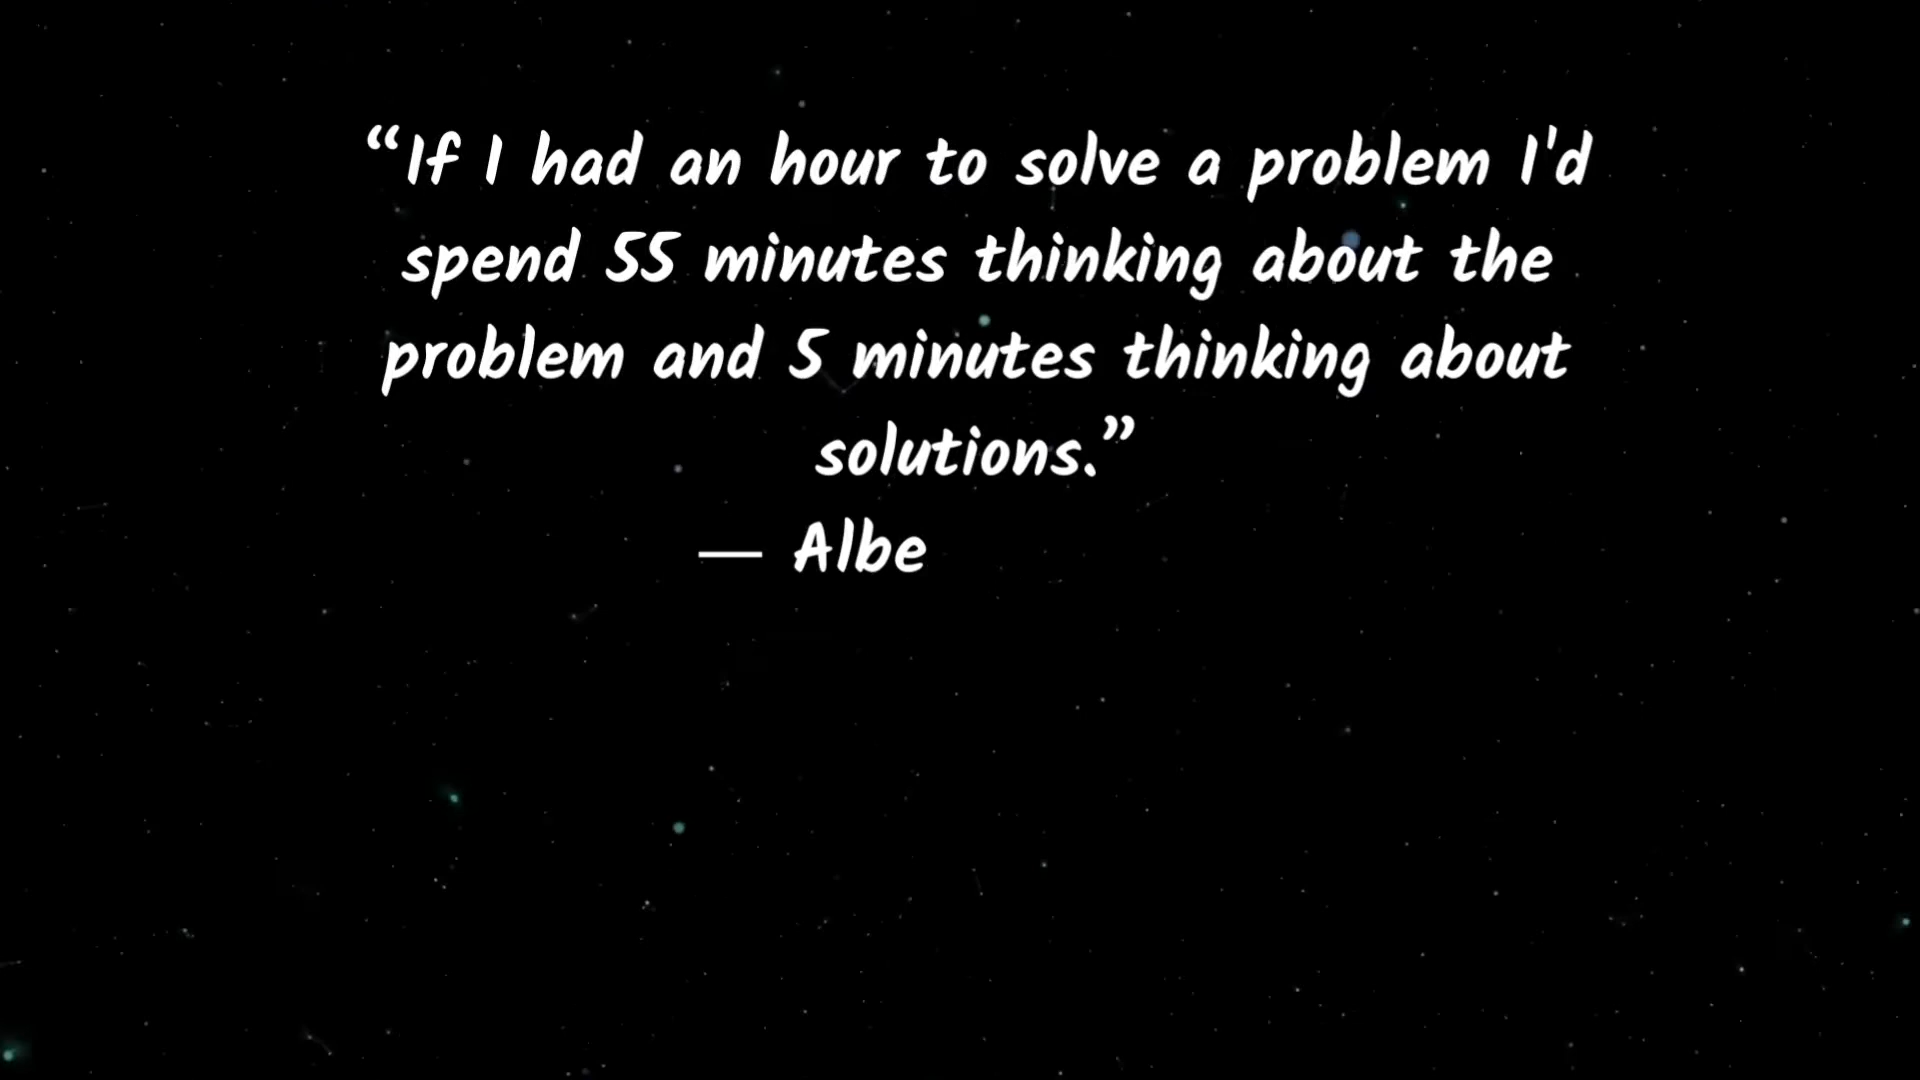 “If I had an hour to solve a problem I'd
spend 55 minutes thinking about the
problem and 5 minutes thinking about
solutions.”
— Albe